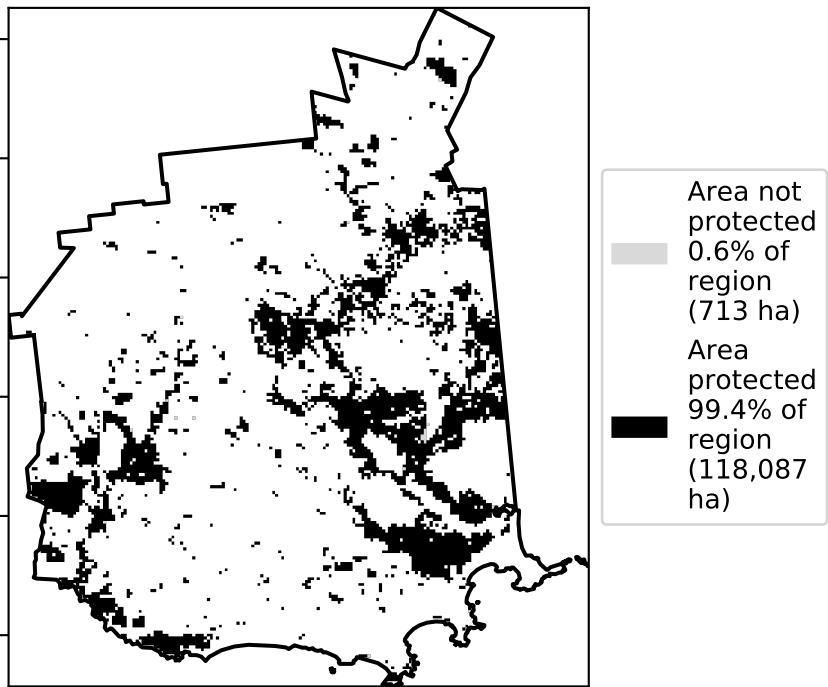 Area not
protected
0.6% of
region
(713 ha)
Area
protected
99.4% of
region
(118,087
ha)